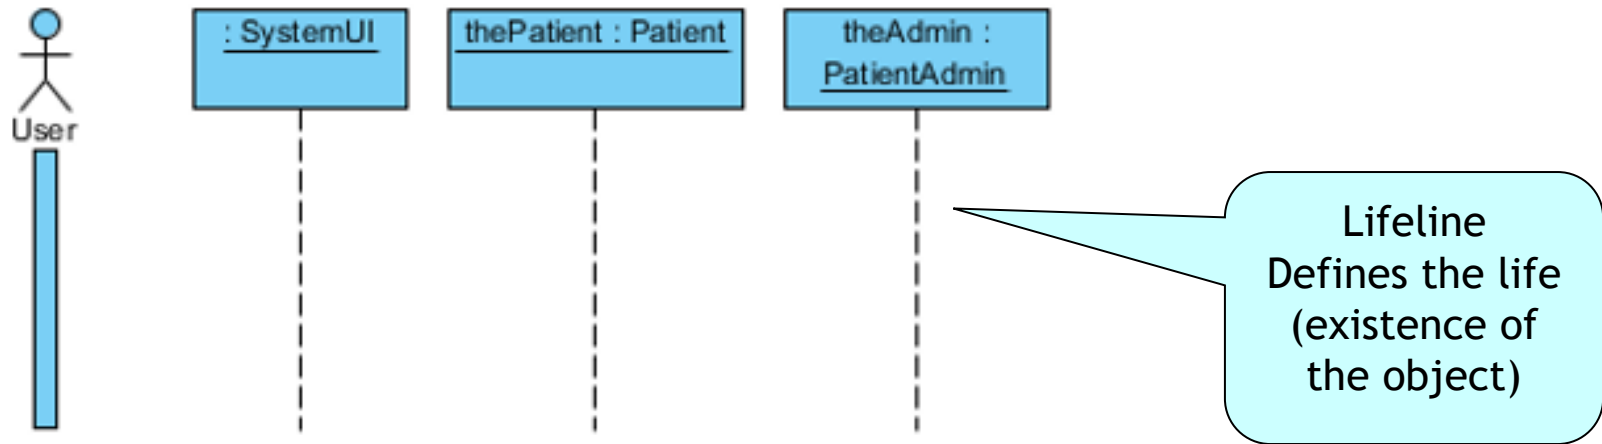 User
: SystemUI
thePatient : Patient
theAdmin :
PatientAdmin
Lifeline
Defines the life
(existence of
the object)